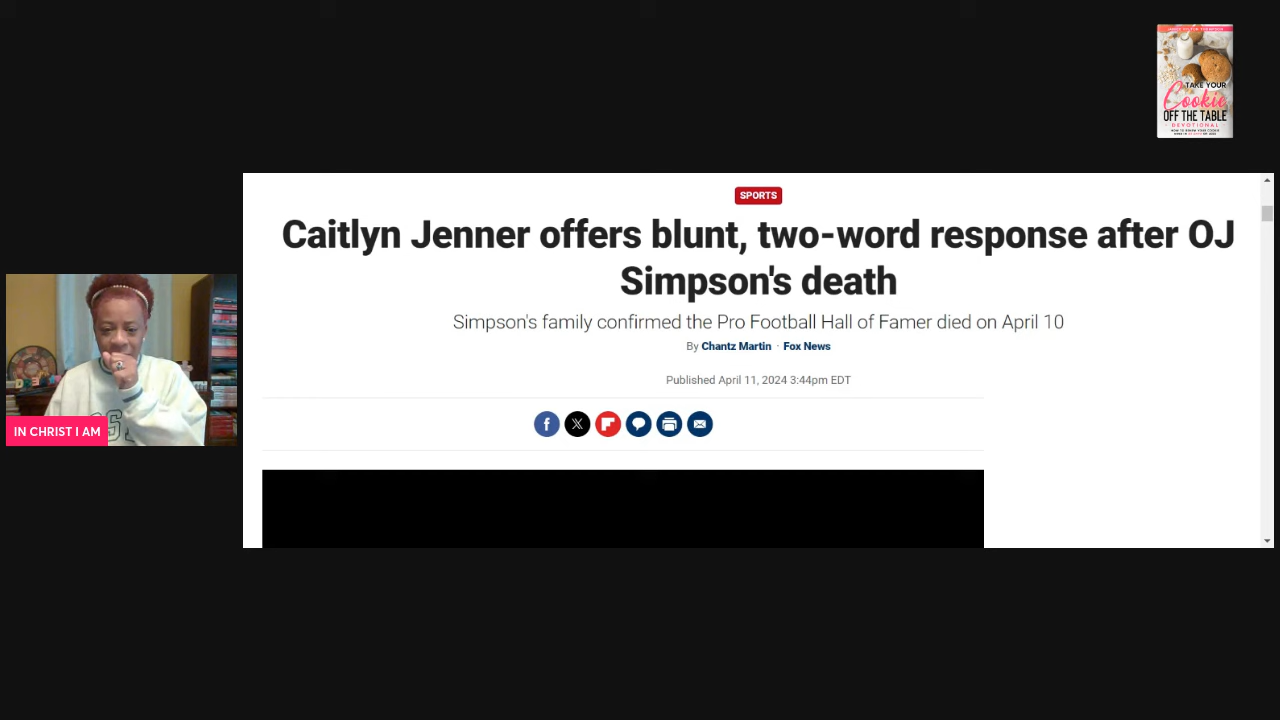 TAKE YOUR
Cookie
OFF THE TABLE
DEVOTIONAL
SPORTS
Caitlyn Jenner offers blunt, two-word response after OJ
Simpson's death
Simpson's family confirmed the Pro Football Hall of Famer died on April 10
By Chantz Martin · Fox News
Published April 11, 2024 3:44pm EDT
IN CHRIST I AM